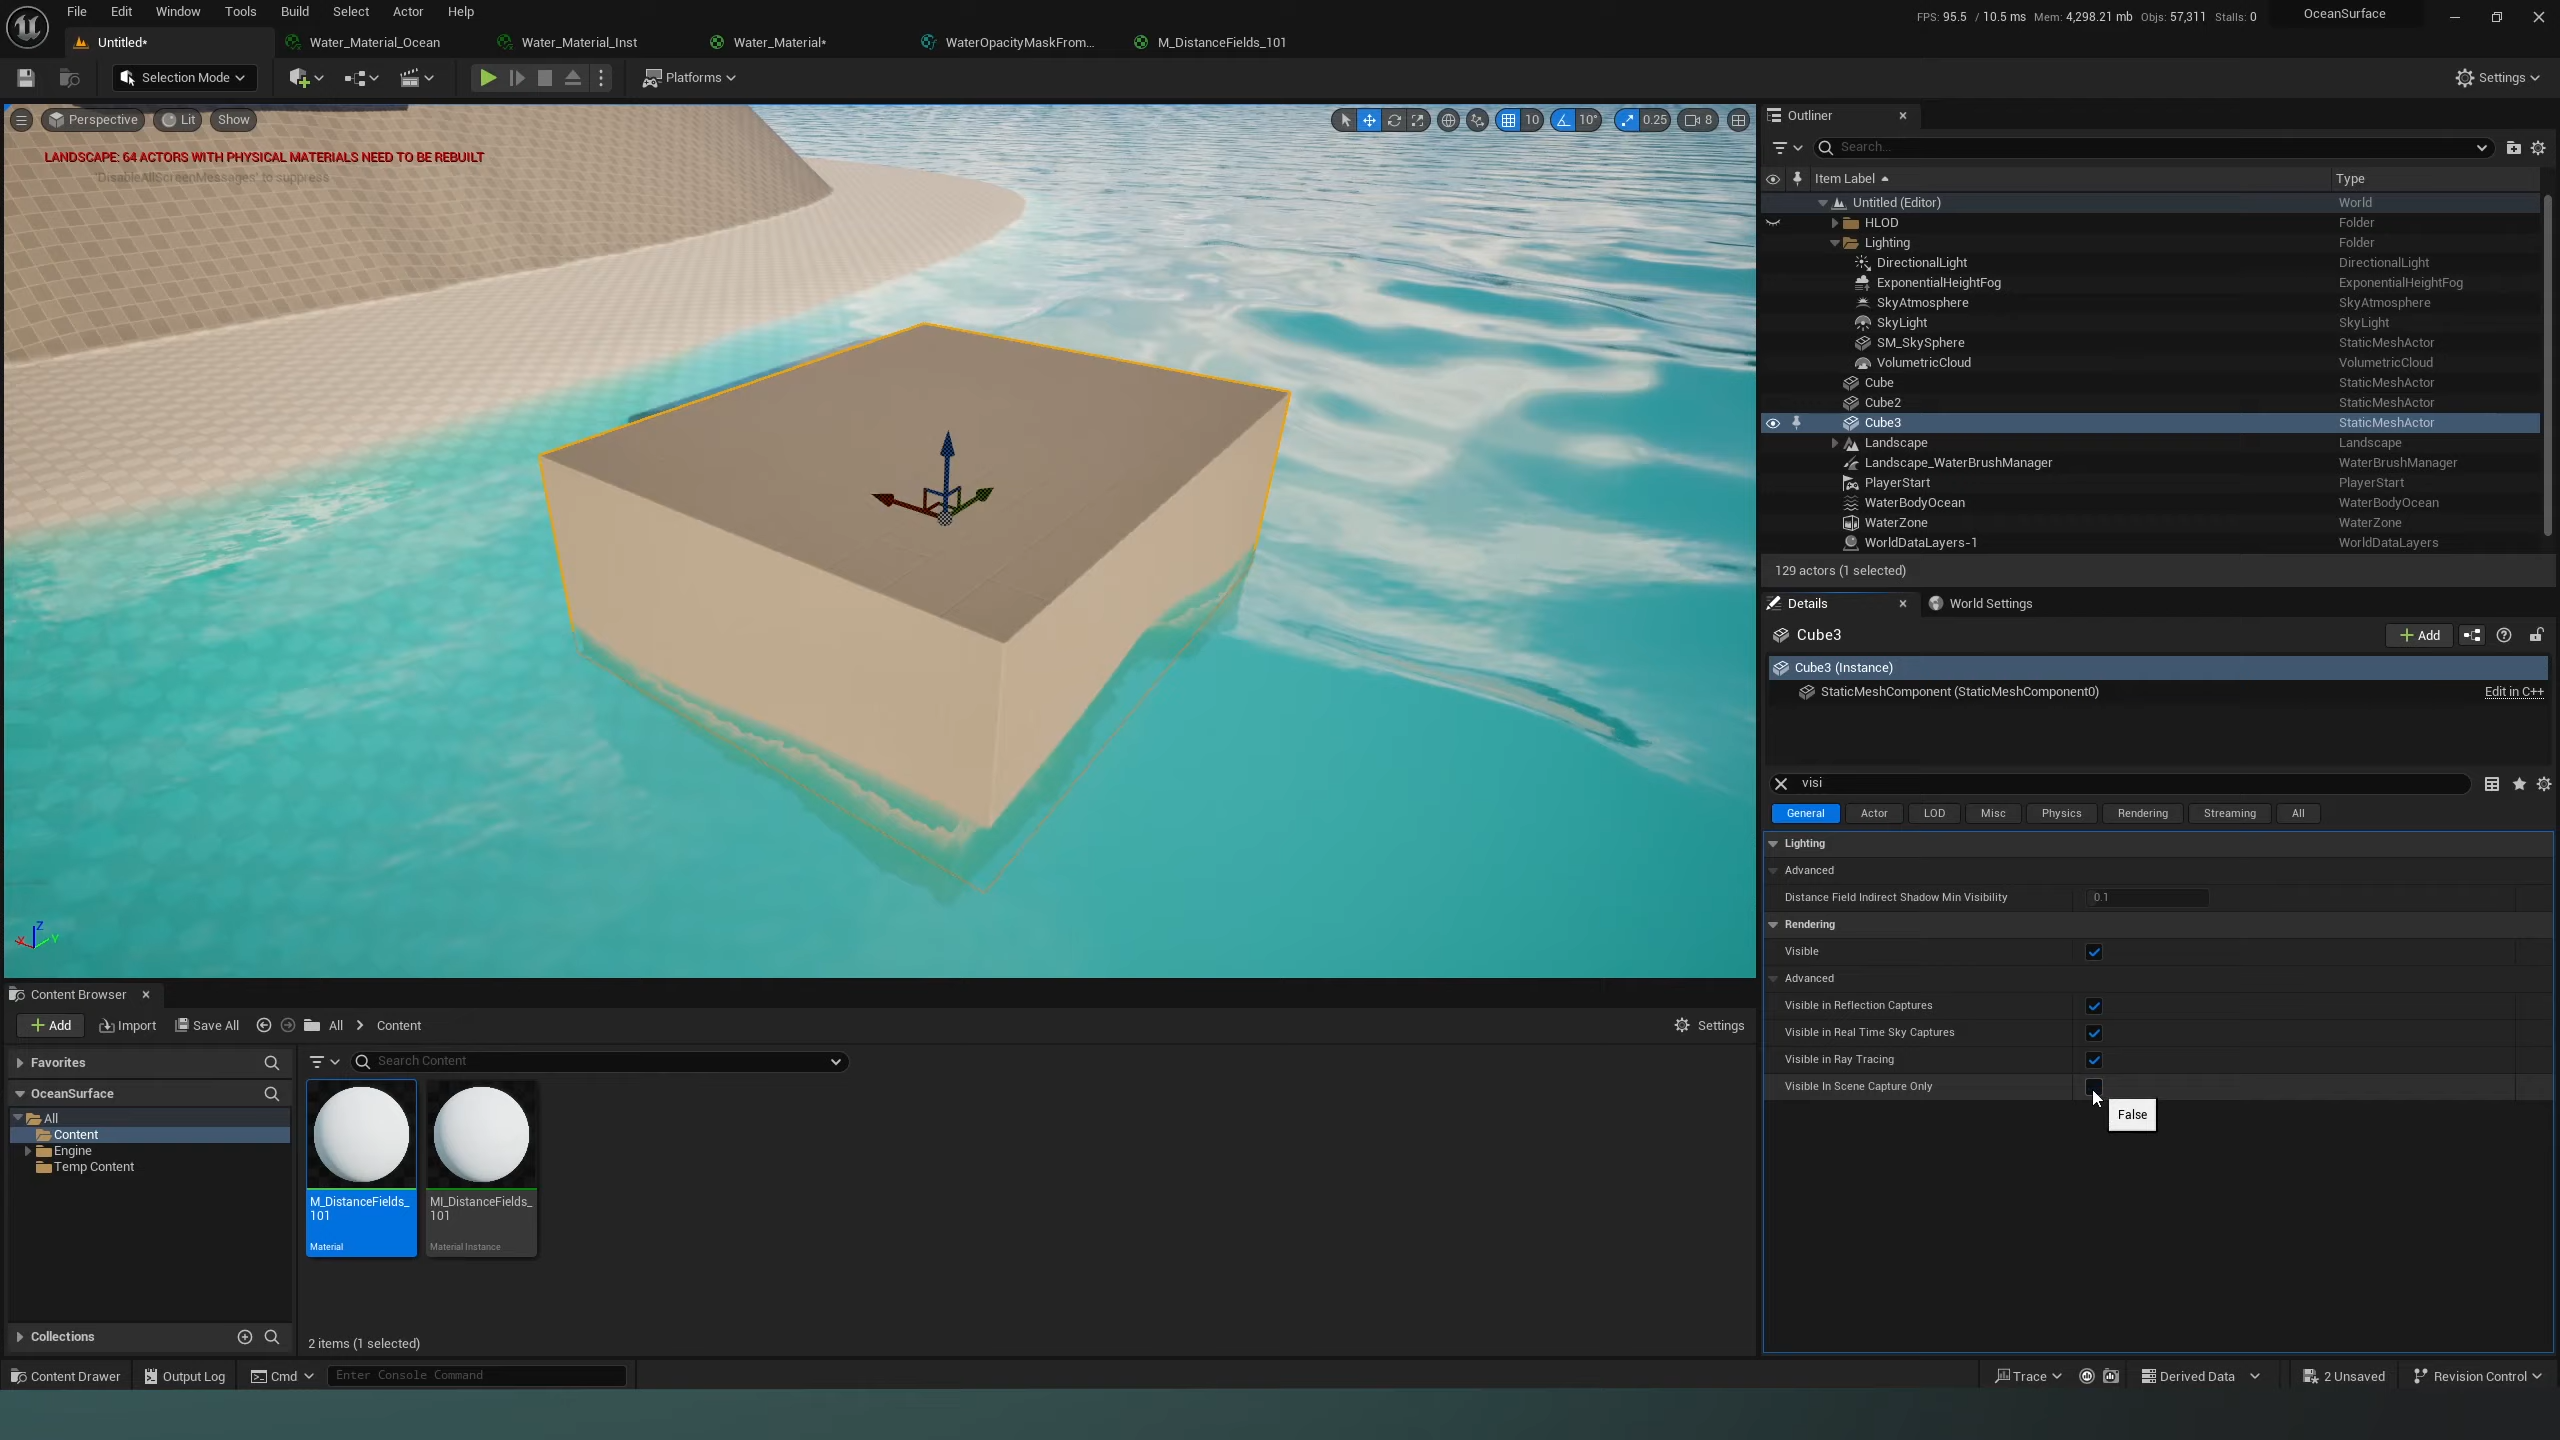 File Edit Window Tools Build Select Actor Help
FPS: 95.5 / 10.5 ms Mem: 4,298.21 mb Objs: 57,311 Stalls: 0
OceanSurface
Untitled*
Water_Material_Ocean
Water_Material_Inst
Water_Material*
WaterOpacityMaskFrom...
M_DistanceFields_101
Selection Mode
Platforms
Settings
Perspective
Lit
Show
10
10°
0.25
8
LANDSCAPE: 64 ACTORS WITH PHYSICAL MATERIALS NEED TO BE REBUILT
'DisableAllScreenMessages' to suppress
Z
X
Y
Outliner
Search...
Item Label Type
Untitled (Editor) World
HLOD Folder
Lighting Folder
DirectionalLight DirectionalLight
ExponentialHeightFog ExponentialHeightFog
SkyAtmosphere SkyAtmosphere
SkyLight SkyLight
SM_SkySphere StaticMeshActor
VolumetricCloud VolumetricCloud
Cube StaticMeshActor
Cube2 StaticMeshActor
Cube3 StaticMeshActor
Landscape Landscape
Landscape_WaterBrushManager WaterBrushManager
PlayerStart PlayerStart
WaterBodyOcean WaterBodyOcean
WaterZone WaterZone
WorldDataLayers-1 WorldDataLayers
129 actors (1 selected)
Details
World Settings
Cube3
Add
Cube3 (Instance)
StaticMeshComponent (StaticMeshComponent0) Edit in C++
visi
General Actor LOD Misc Physics Rendering Streaming All
Lighting
Advanced
Distance Field Indirect Shadow Min Visibility 0.1
Rendering
Visible
Advanced
Visible in Reflection Captures
Visible in Real Time Sky Captures
Visible in Ray Tracing
Visible In Scene Capture Only
False
Content Browser
Add Import Save All All Content Settings
Favorites
Search Content
OceanSurface
All
Content
Engine
Temp Content
Collections
M_DistanceFields_
101
Material
MI_DistanceFields_
101
Material Instance
2 items (1 selected)
Content Drawer Output Log Cmd Enter Console Command
Trace Derived Data 2 Unsaved Revision Control